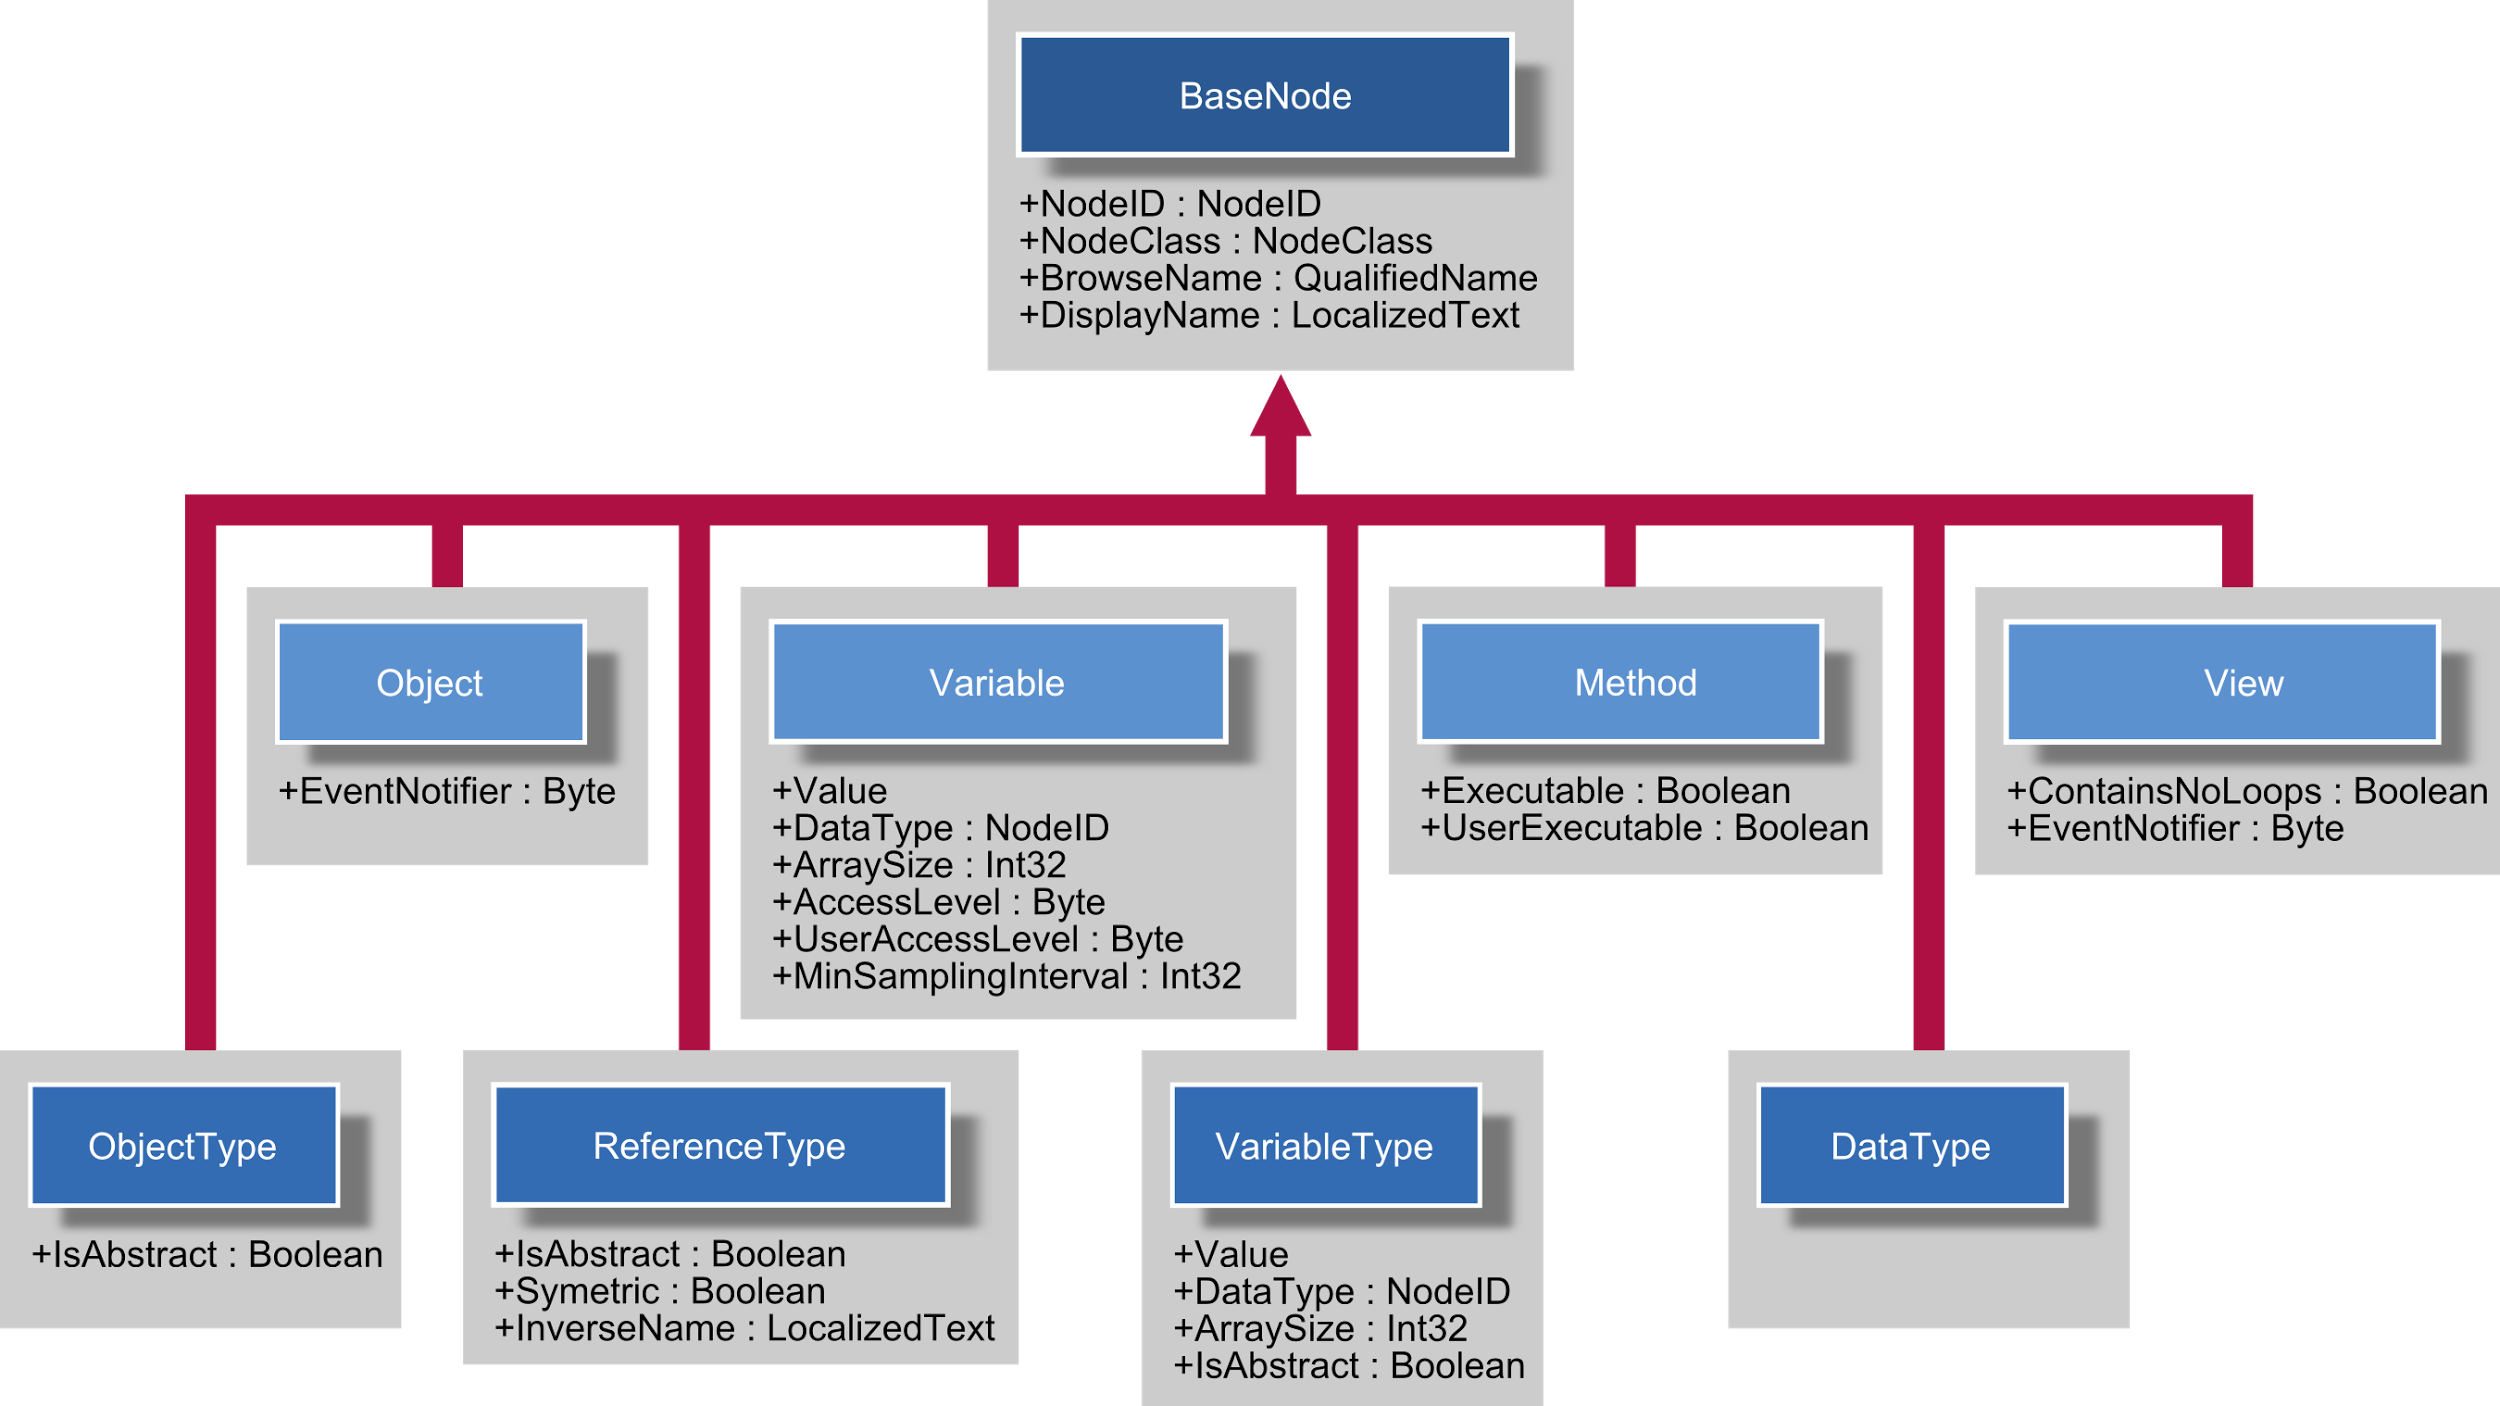 BaseNode
+NodeID : NodeID
+NodeClass : NodeClass
+BrowseName : QualifiedName
+DisplayName : LocalizedText
Object
+EventNotifier : Byte
Variable
+Value
+DataType : NodeID
+ArraySize : Int32
+AccessLevel : Byte
+UserAccessLevel : Byte
+MinSamplingInterval : Int32
Method
+Executable : Boolean
+UserExecutable : Boolean
View
+ContainsNoLoops : Boolean
+EventNotifier : Byte
ObjectType
+IsAbstract : Boolean
ReferenceType
+IsAbstract : Boolean
+Symetric : Boolean
+InverseName : LocalizedText
VariableType
+Value
+DataType : NodeID
+ArraySize : Int32
+IsAbstract : Boolean
DataType